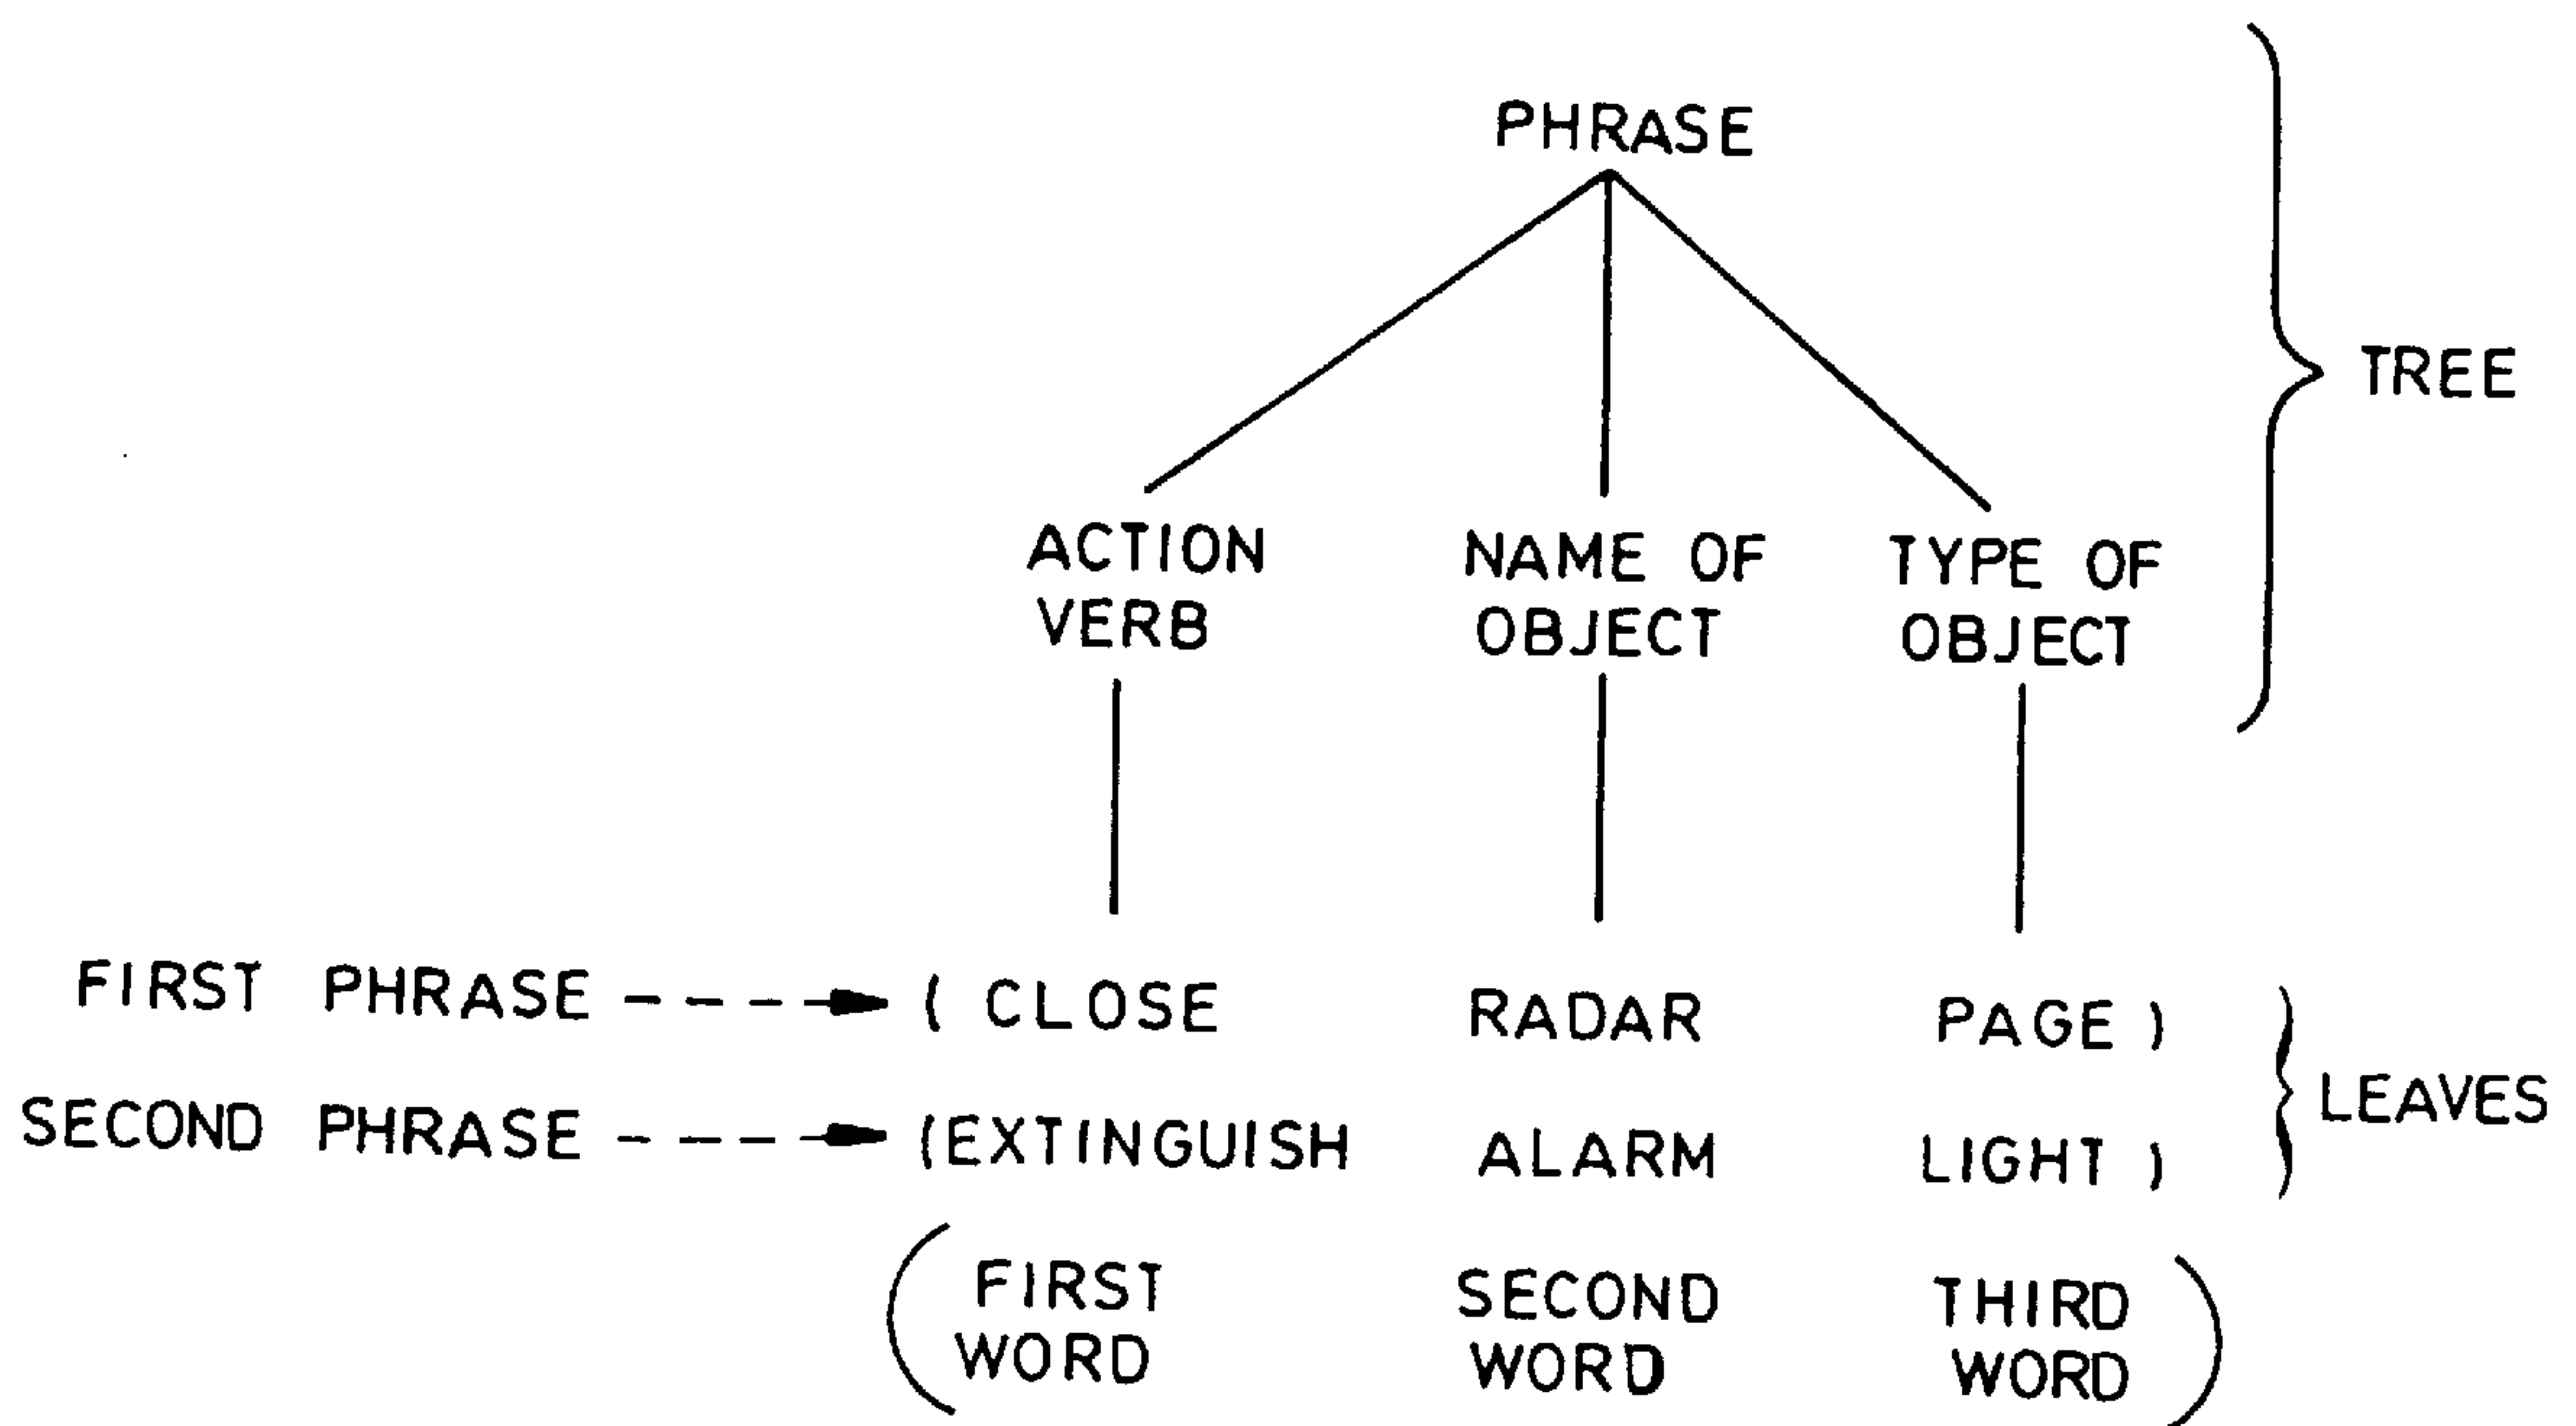 PHRASE
TREE
ACTION VERB
NAME OF OBJECT
TYPE OF OBJECT
FIRST PHRASE ----> ( CLOSE RADAR PAGE )
SECOND PHRASE ----> (EXTINGUISH ALARM LIGHT )
LEAVES
( FIRST WORD
SECOND WORD
THIRD WORD )